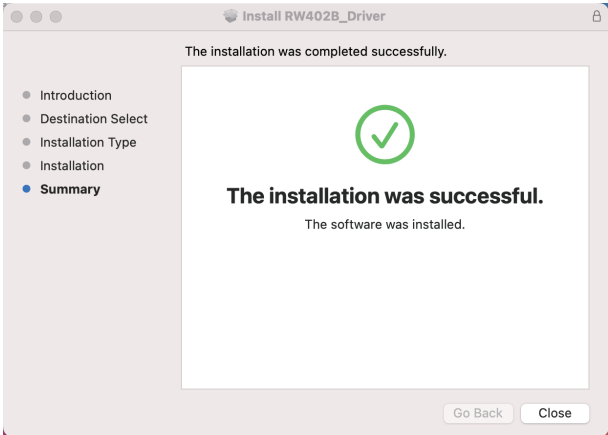 Install RW402B_Driver
The installation was completed successfully.
Introduction
Destination Select
Installation Type
Installation
Summary
The installation was successful.
The software was installed.
Go Back
Close